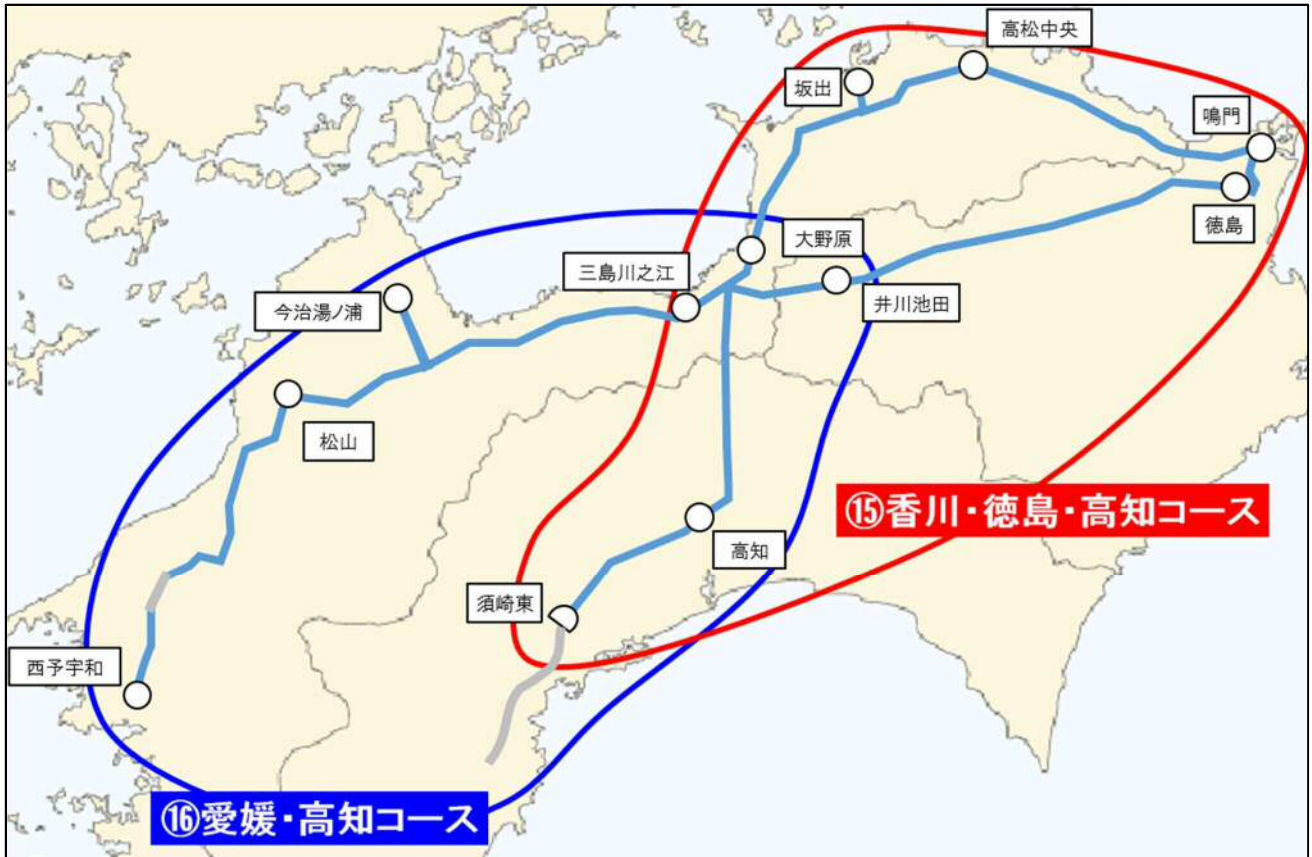 高松中央
坂出
鳴門
徳島
大野原
三島川之江
井川池田
今治湯ノ浦
松山
⑮香川・徳島・高知コース
高知
須崎東
西予宇和
⑯愛媛・高知コース